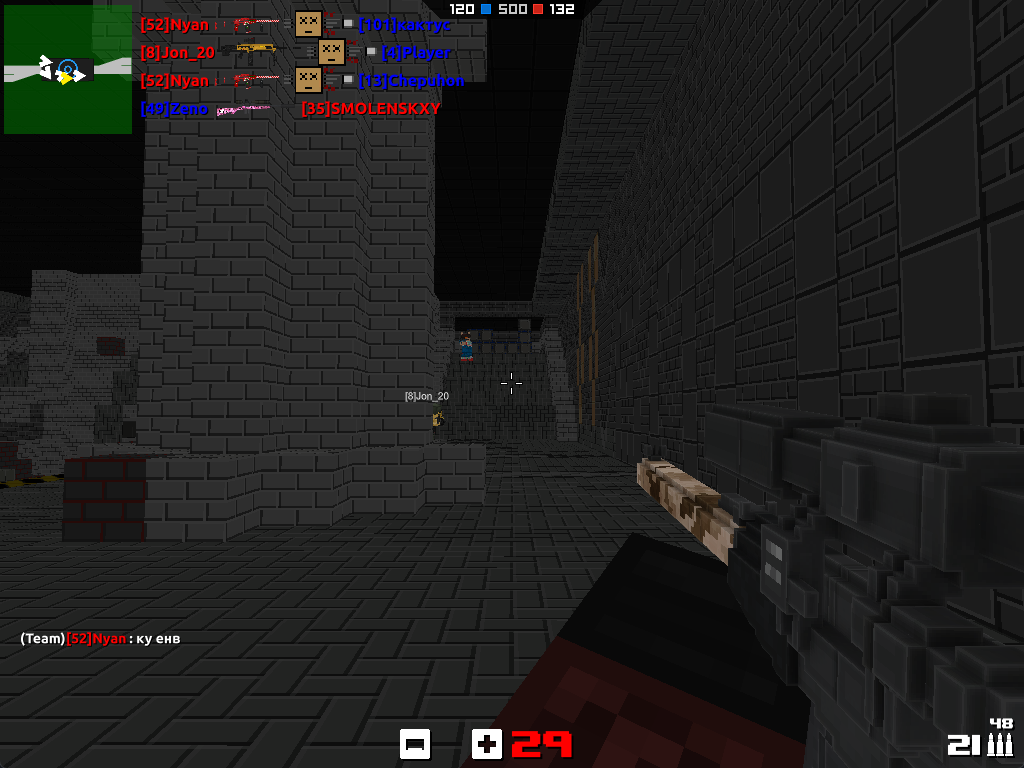 120 500 132
[52]Nyan [101]кактус
[8]Jon_20 [4]Playsr
[52]Nyan [13]Chepuhon
[49]Zeno [35]SMOLENSKXY
[8]Jon_20
(Team)[52]Nyan : ку енв
29
48
21